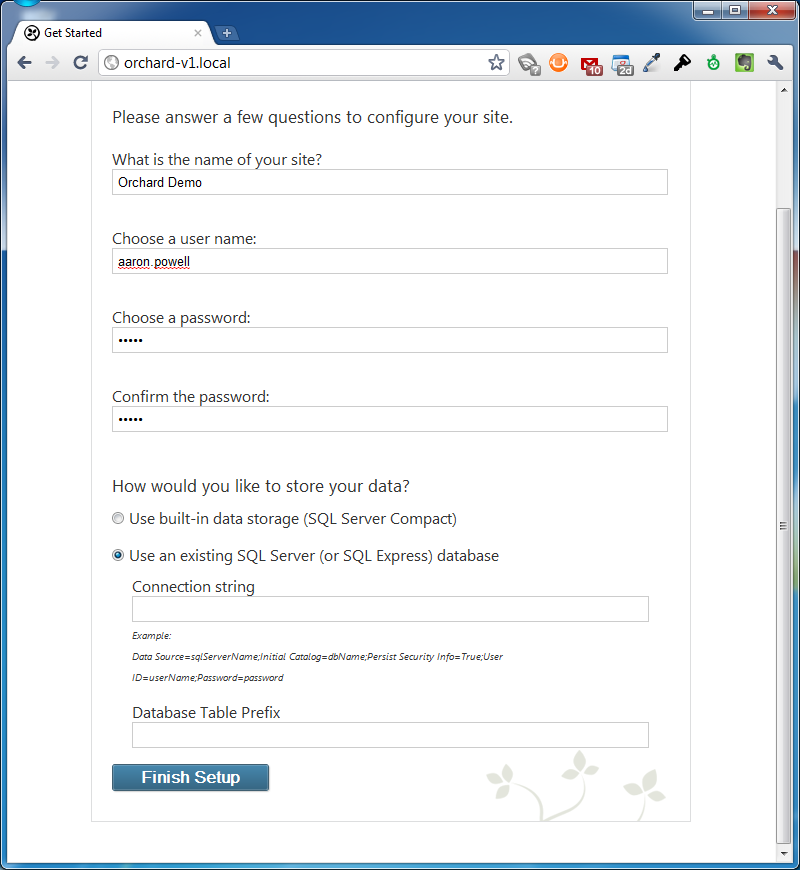 Get Started
orchard-v1.local
10
2d
Please answer a few questions to configure your site.
What is the name of your site?
Orchard Demo
Choose a user name:
aaron.powell
Choose a password:
•••••
Confirm the password:
•••••
How would you like to store your data?
Use built-in data storage (SQL Server Compact)
Use an existing SQL Server (or SQL Express) database
Connection string
Example:
Data Source=sqlServerName;Initial Catalog=dbName;Persist Security Info=True;User
ID=userName;Password=password
Database Table Prefix
Finish Setup